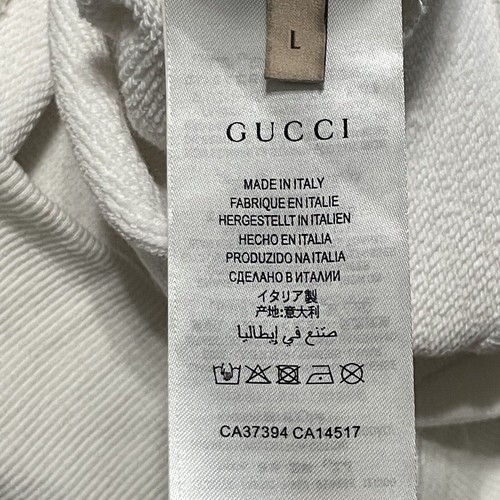 L
GUCCI
MADE IN ITALY
FABRIQUE EN ITALIE
HERGESTELLT IN ITALIEN
HECHO EN ITALIA
PRODUZIDO NA ITALIA
СДЕЛАНО В ИТАЛИИ
イタリア製
产地:意大利
صنع في إيطاليا
CA37394 CA14517